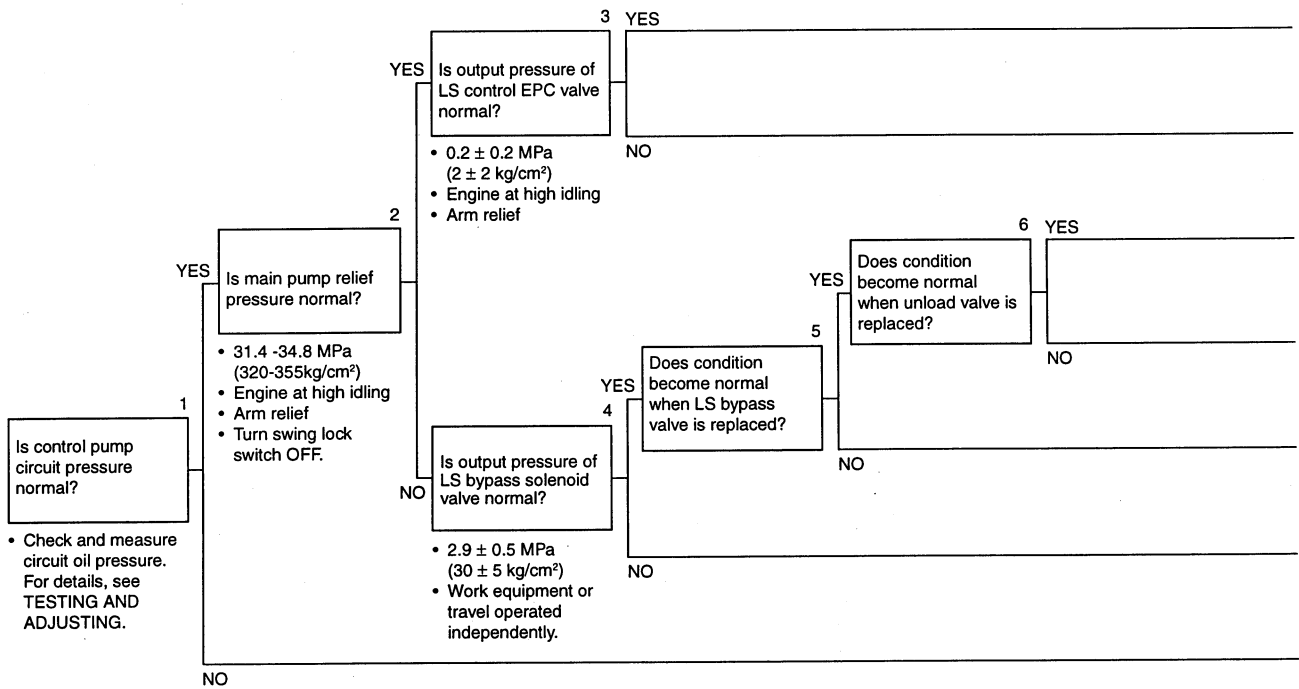 1
Is control pump
circuit pressure
normal?
• Check and measure
circuit oil pressure.
For details, see
TESTING AND
ADJUSTING.
YES
NO
2
Is main pump relief
pressure normal?
• 31.4 -34.8 MPa
(320-355kg/cm²)
• Engine at high idling
• Arm relief
• Turn swing lock
switch OFF.
YES
NO
3
Is output pressure of
LS control EPC valve
normal?
• 0.2 ± 0.2 MPa
(2 ± 2 kg/cm²)
• Engine at high idling
• Arm relief
YES
NO
4
Is output pressure of
LS bypass solenoid
valve normal?
• 2.9 ± 0.5 MPa
(30 ± 5 kg/cm²)
• Work equipment or
travel operated
independently.
YES
NO
5
Does condition
become normal
when LS bypass
valve is replaced?
YES
NO
6
Does condition
become normal
when unload valve is
replaced?
YES
NO